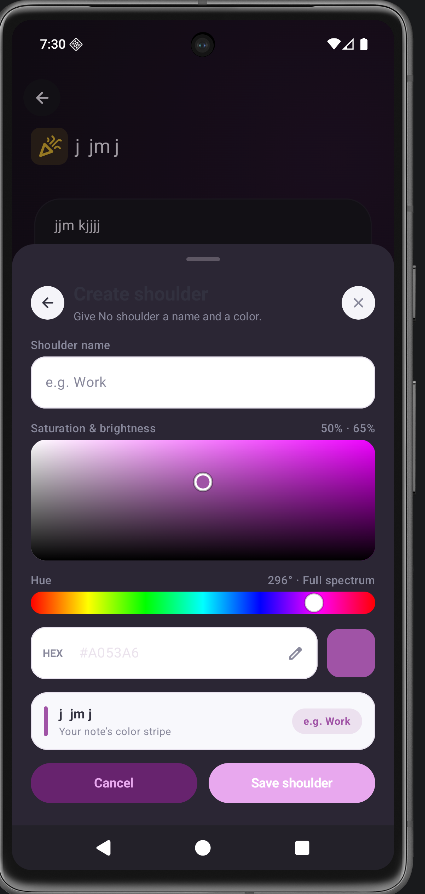 7:30
j jm j
jjm kjjjj
Create shoulder
Give No shoulder a name and a color.
Shoulder name
e.g. Work
Saturation & brightness 50% · 65%
Hue 296° · Full spectrum
HEX #A053A6
j jm j
Your note's color stripe
e.g. Work
Cancel Save shoulder